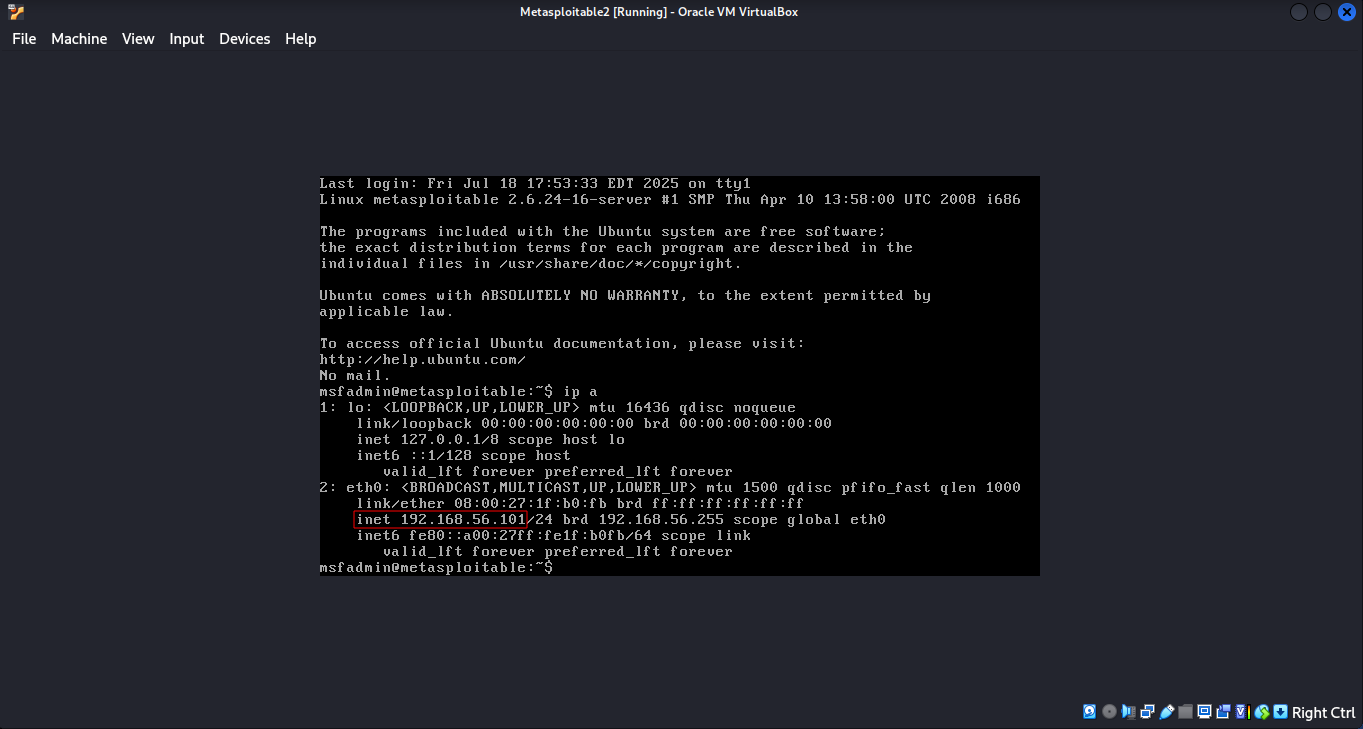 Metasploitable2 [Running] - Oracle VM VirtualBox
File Machine View Input Devices Help
Last login: Fri Jul 18 17:53:33 EDT 2025 on tty1
Linux metasploitable 2.6.24-16-server #1 SMP Thu Apr 10 13:58:00 UTC 2008 i686
The programs included with the Ubuntu system are free software;
the exact distribution terms for each program are described in the
individual files in /usr/share/doc/*/copyright.
Ubuntu comes with ABSOLUTELY NO WARRANTY, to the extent permitted by
applicable law.
To access official Ubuntu documentation, please visit:
http://help.ubuntu.com/
No mail.
msfadmin@metasploitable:~$ ip a
1: lo: <LOOPBACK,UP,LOWER_UP> mtu 16436 qdisc noqueue
    link/loopback 00:00:00:00:00:00 brd 00:00:00:00:00:00
    inet 127.0.0.1/8 scope host lo
    inet6 ::1/128 scope host
       valid_lft forever preferred_lft forever
2: eth0: <BROADCAST,MULTICAST,UP,LOWER_UP> mtu 1500 qdisc pfifo_fast qlen 1000
    link/ether 08:00:27:1f:b0:fb brd ff:ff:ff:ff:ff:ff
    inet 192.168.56.101/24 brd 192.168.56.255 scope global eth0
    inet6 fe80::a00:27ff:fe1f:b0fb/64 scope link
       valid_lft forever preferred_lft forever
msfadmin@metasploitable:~$
Right Ctrl